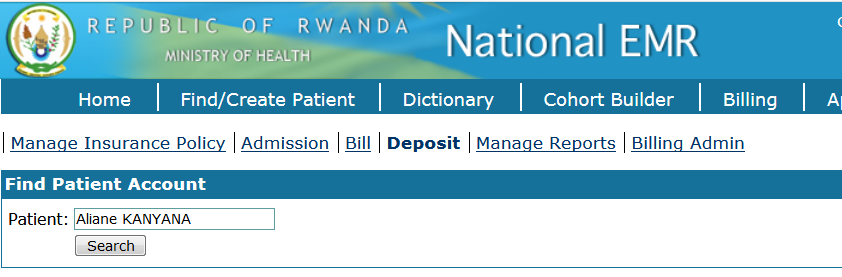 REPUBLIC OF RWANDA
MINISTRY OF HEALTH
National EMR
Home Find/Create Patient Dictionary Cohort Builder Billing
Manage Insurance Policy Admission Bill Deposit Manage Reports Billing Admin
Find Patient Account
Patient: Aliane KANYANA
Search